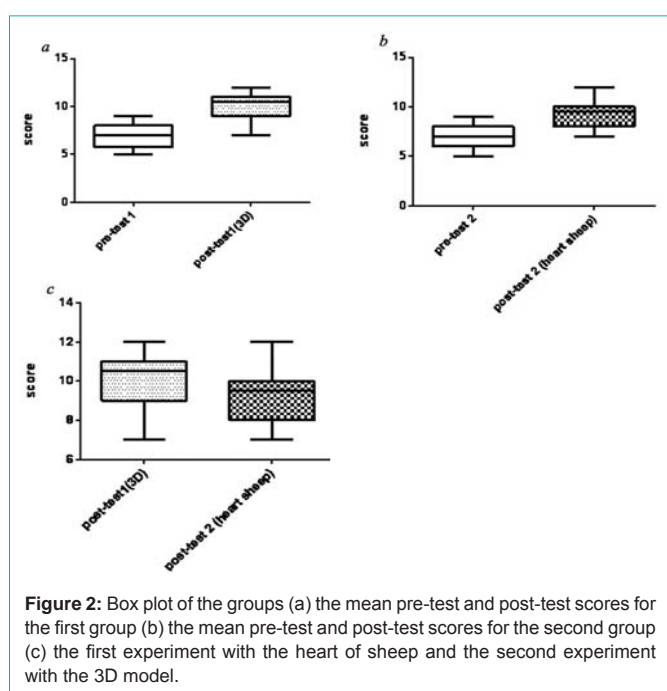 a
15
10
5
0
score
pre-test 1
post-test1(3D)
b
15
10
5
0
score
pre-test 2
post-test 2 (heart sheep)
c
14
12
10
8
6
score
post-test1(3D)
post-test 2 (heart sheep)
Figure 2: Box plot of the groups (a) the mean pre-test and post-test scores for
the first group (b) the mean pre-test and post-test scores for the second group
(c) the first experiment with the heart of sheep and the second experiment
with the 3D model.